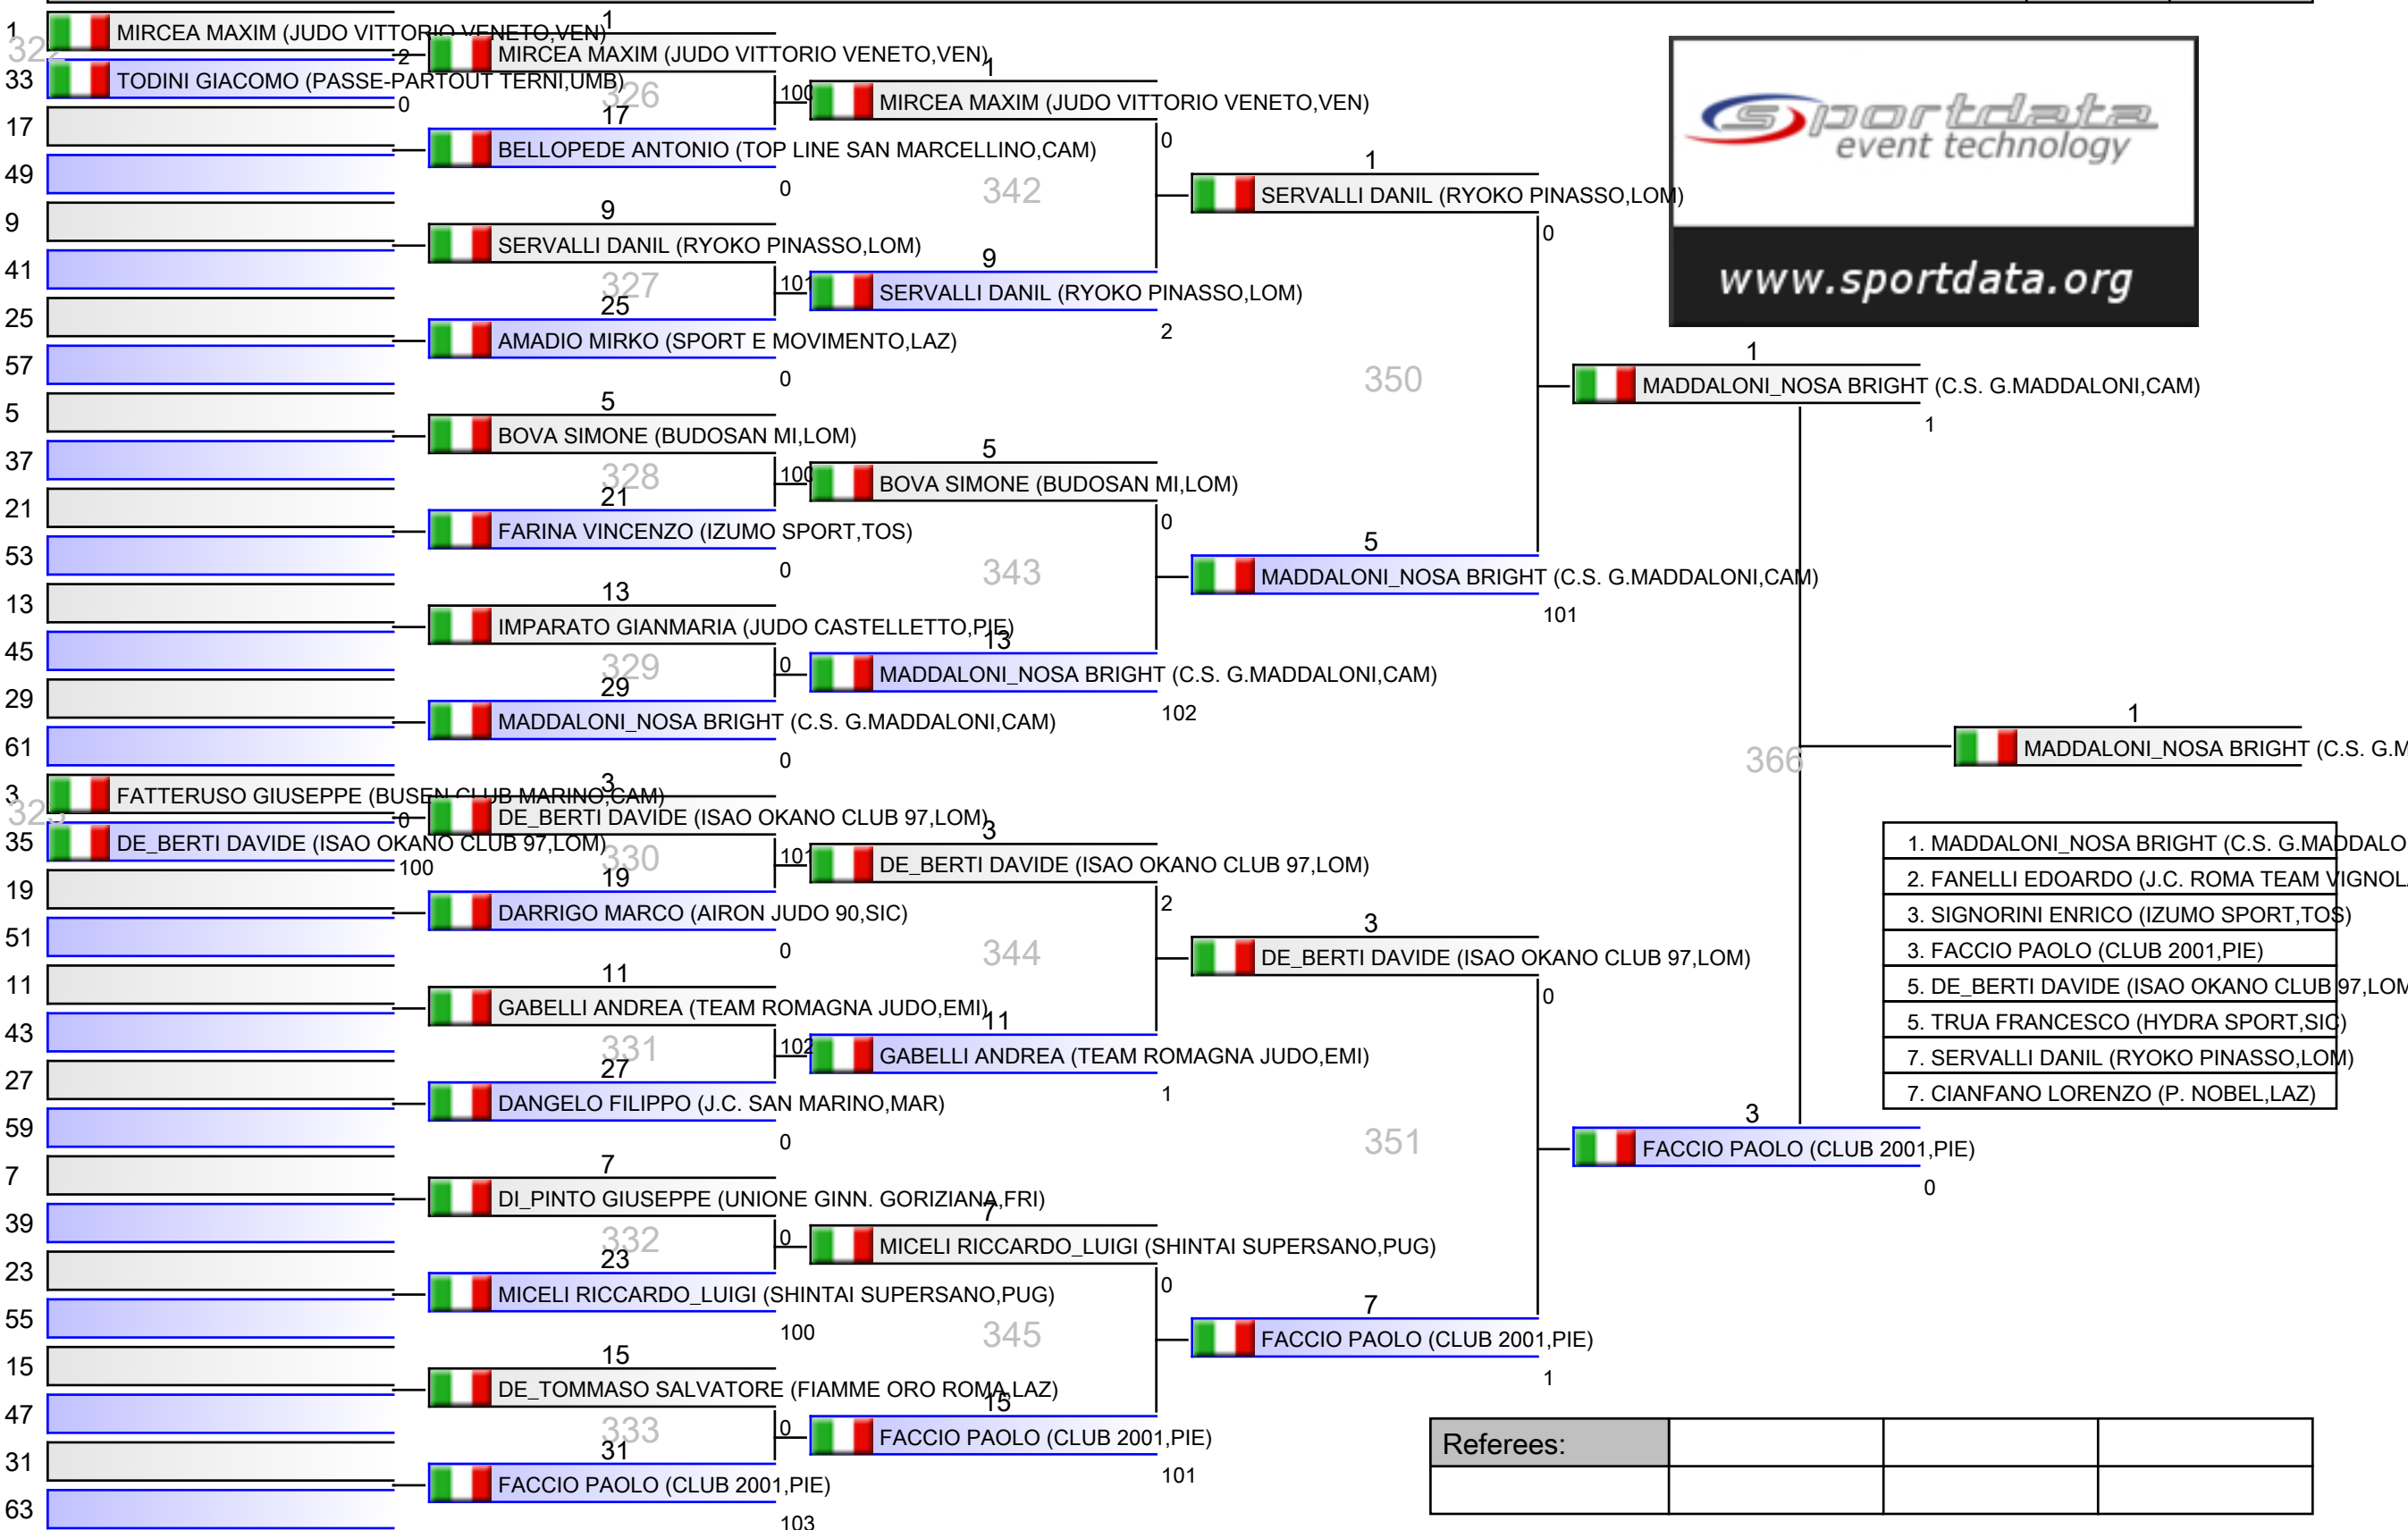 1
MIRCEA MAXIM (JUDO VITTORIO VENETO,VEN)
2
33
TODINI GIACOMO (PASSE-PARTOUT TERNI,UMB)
0
17
49
9
41
25
57
5
37
21
53
13
45
29
61
3
FATTERUSO GIUSEPPE (BUSEN CLUB MARINO,CAM)
0
35
DE_BERTI DAVIDE (ISAO OKANO CLUB 97,LOM)
100
19
51
11
43
27
59
7
39
23
55
15
47
31
63
1
MIRCEA MAXIM (JUDO VITTORIO VENETO,VEN)
326
100
17
BELLOPEDE ANTONIO (TOP LINE SAN MARCELLINO,CAM)
0
9
SERVALLI DANIL (RYOKO PINASSO,LOM)
327
101
25
AMADIO MIRKO (SPORT E MOVIMENTO,LAZ)
0
5
BOVA SIMONE (BUDOSAN MI,LOM)
328
100
21
FARINA VINCENZO (IZUMO SPORT,TOS)
0
13
IMPARATO GIANMARIA (JUDO CASTELLETTO,PIE)
329
0
29
MADDALONI_NOSA BRIGHT (C.S. G.MADDALONI,CAM)
0
3
DE_BERTI DAVIDE (ISAO OKANO CLUB 97,LOM)
330
101
19
DARRIGO MARCO (AIRON JUDO 90,SIC)
0
11
GABELLI ANDREA (TEAM ROMAGNA JUDO,EMI)
331
102
27
DANGELO FILIPPO (J.C. SAN MARINO,MAR)
0
7
DI_PINTO GIUSEPPE (UNIONE GINN. GORIZIANA,FRI)
332
0
23
MICELI RICCARDO_LUIGI (SHINTAI SUPERSANO,PUG)
100
15
DE_TOMMASO SALVATORE (FIAMME ORO ROMA,LAZ)
333
0
31
FACCIO PAOLO (CLUB 2001,PIE)
103
1
MIRCEA MAXIM (JUDO VITTORIO VENETO,VEN)
0
342
9
SERVALLI DANIL (RYOKO PINASSO,LOM)
2
5
BOVA SIMONE (BUDOSAN MI,LOM)
0
343
13
MADDALONI_NOSA BRIGHT (C.S. G.MADDALONI,CAM)
102
3
DE_BERTI DAVIDE (ISAO OKANO CLUB 97,LOM)
2
344
11
GABELLI ANDREA (TEAM ROMAGNA JUDO,EMI)
1
7
MICELI RICCARDO_LUIGI (SHINTAI SUPERSANO,PUG)
0
345
15
FACCIO PAOLO (CLUB 2001,PIE)
101
1
SERVALLI DANIL (RYOKO PINASSO,LOM)
0
350
5
MADDALONI_NOSA BRIGHT (C.S. G.MADDALONI,CAM)
101
3
DE_BERTI DAVIDE (ISAO OKANO CLUB 97,LOM)
0
351
7
FACCIO PAOLO (CLUB 2001,PIE)
1
sportdata
event technology
www.sportdata.org
1
MADDALONI_NOSA BRIGHT (C.S. G.MADDALONI,CAM)
1
366
3
FACCIO PAOLO (CLUB 2001,PIE)
0
1
MADDALONI_NOSA BRIGHT (C.S. G.M
1. MADDALONI_NOSA BRIGHT (C.S. G.MADDALO
2. FANELLI EDOARDO (J.C. ROMA TEAM VIGNOL
3. SIGNORINI ENRICO (IZUMO SPORT,TOS)
3. FACCIO PAOLO (CLUB 2001,PIE)
5. DE_BERTI DAVIDE (ISAO OKANO CLUB 97,LOM
5. TRUA FRANCESCO (HYDRA SPORT,SIC)
7. SERVALLI DANIL (RYOKO PINASSO,LOM)
7. CIANFANO LORENZO (P. NOBEL,LAZ)
Referees: